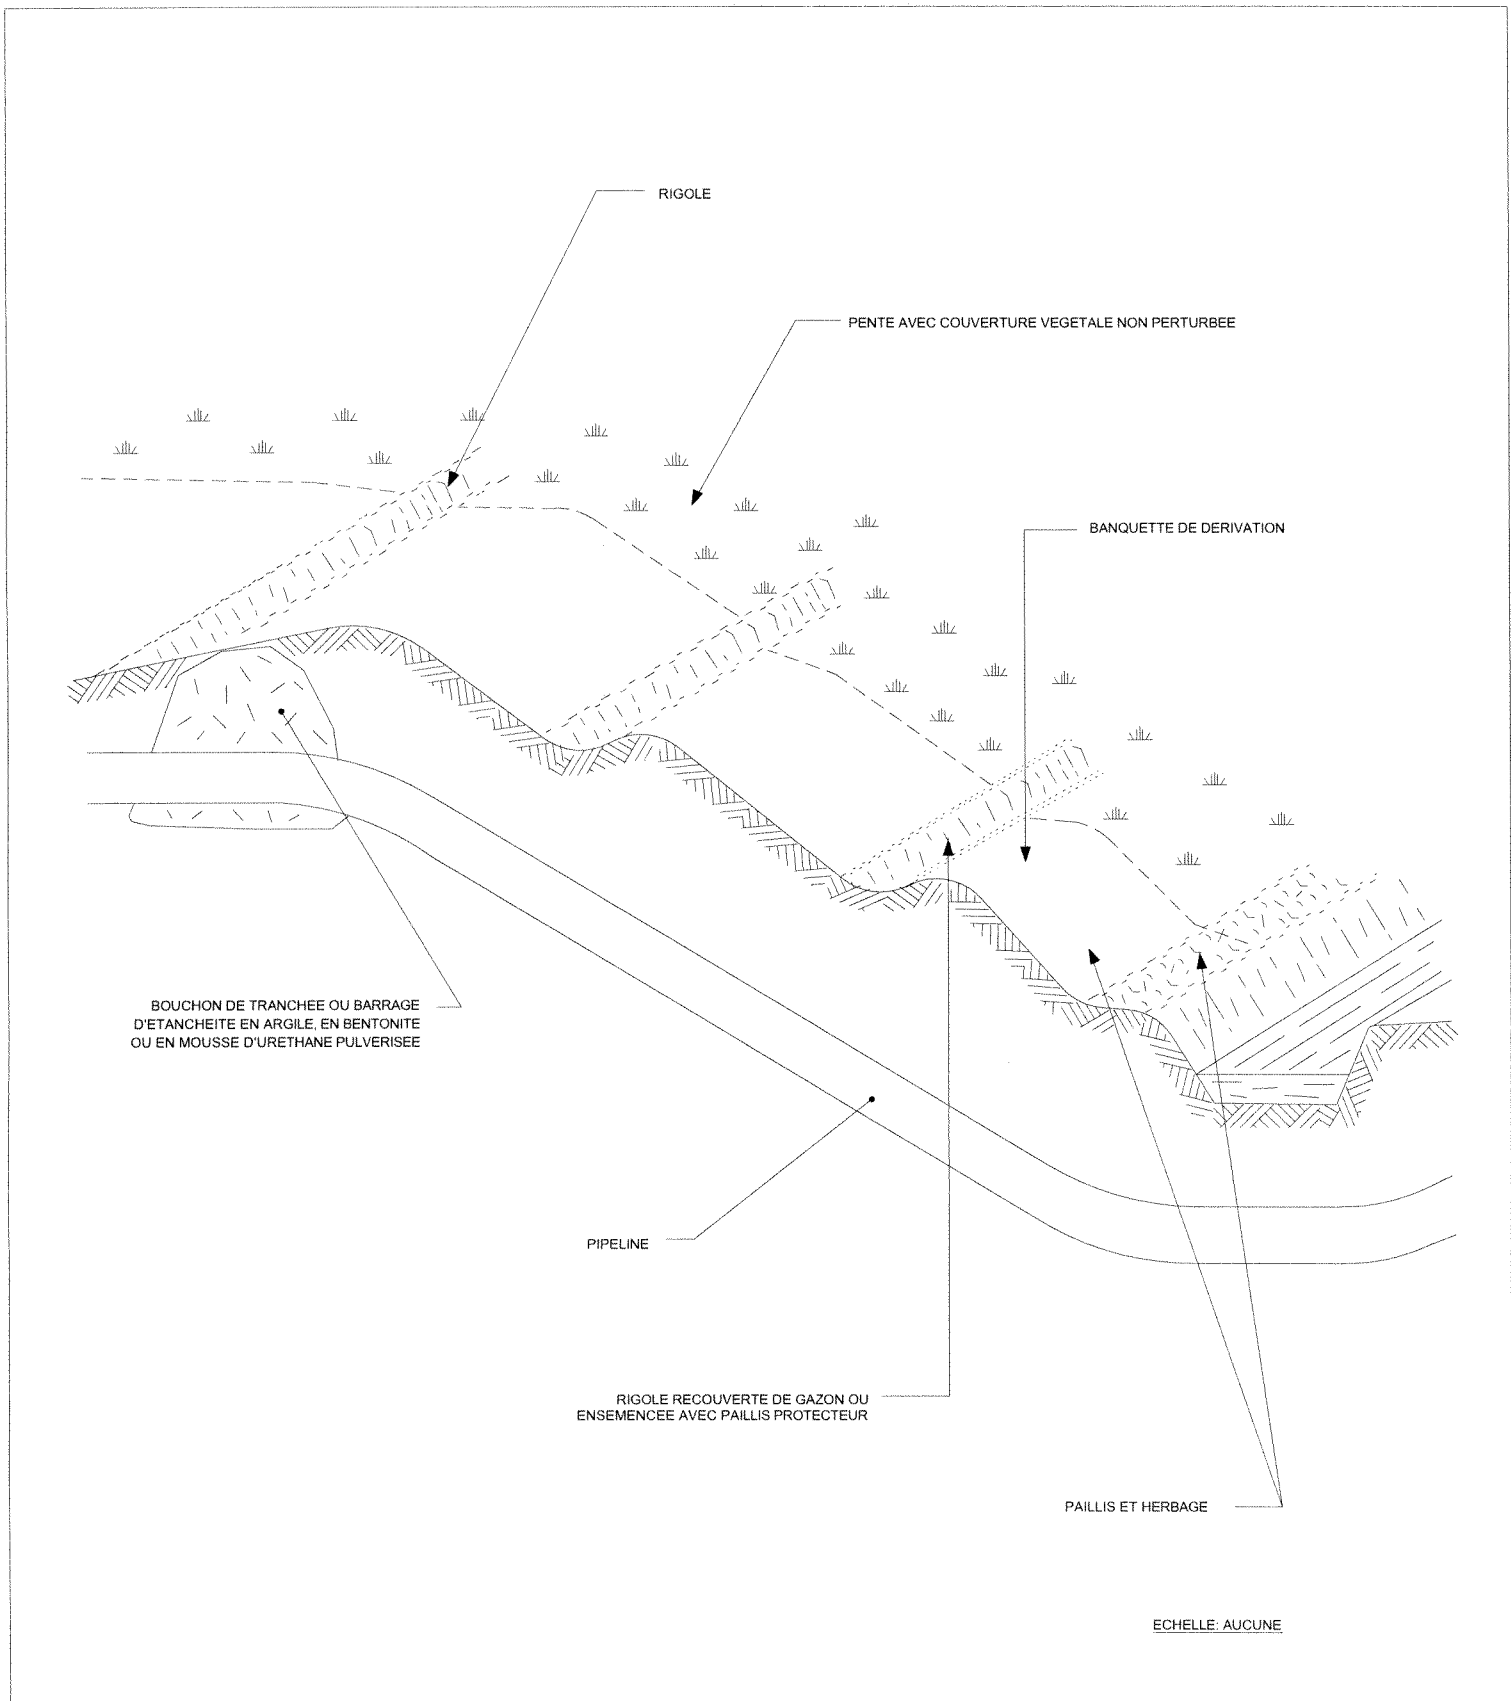 RIGOLE
PENTE AVEC COUVERTURE VEGETALE NON PERTURBEE
BANQUETTE DE DERIVATION
BOUCHON DE TRANCHEE OU BARRAGE
D'ETANCHEITE EN ARGILE, EN BENTONITE
OU EN MOUSSE D'URETHANE PULVERISEE
PIPELINE
RIGOLE RECOUVERTE DE GAZON OU
ENSEMENCEE AVEC PAILLIS PROTECTEUR
PAILLIS ET HERBAGE
ECHELLE: AUCUNE